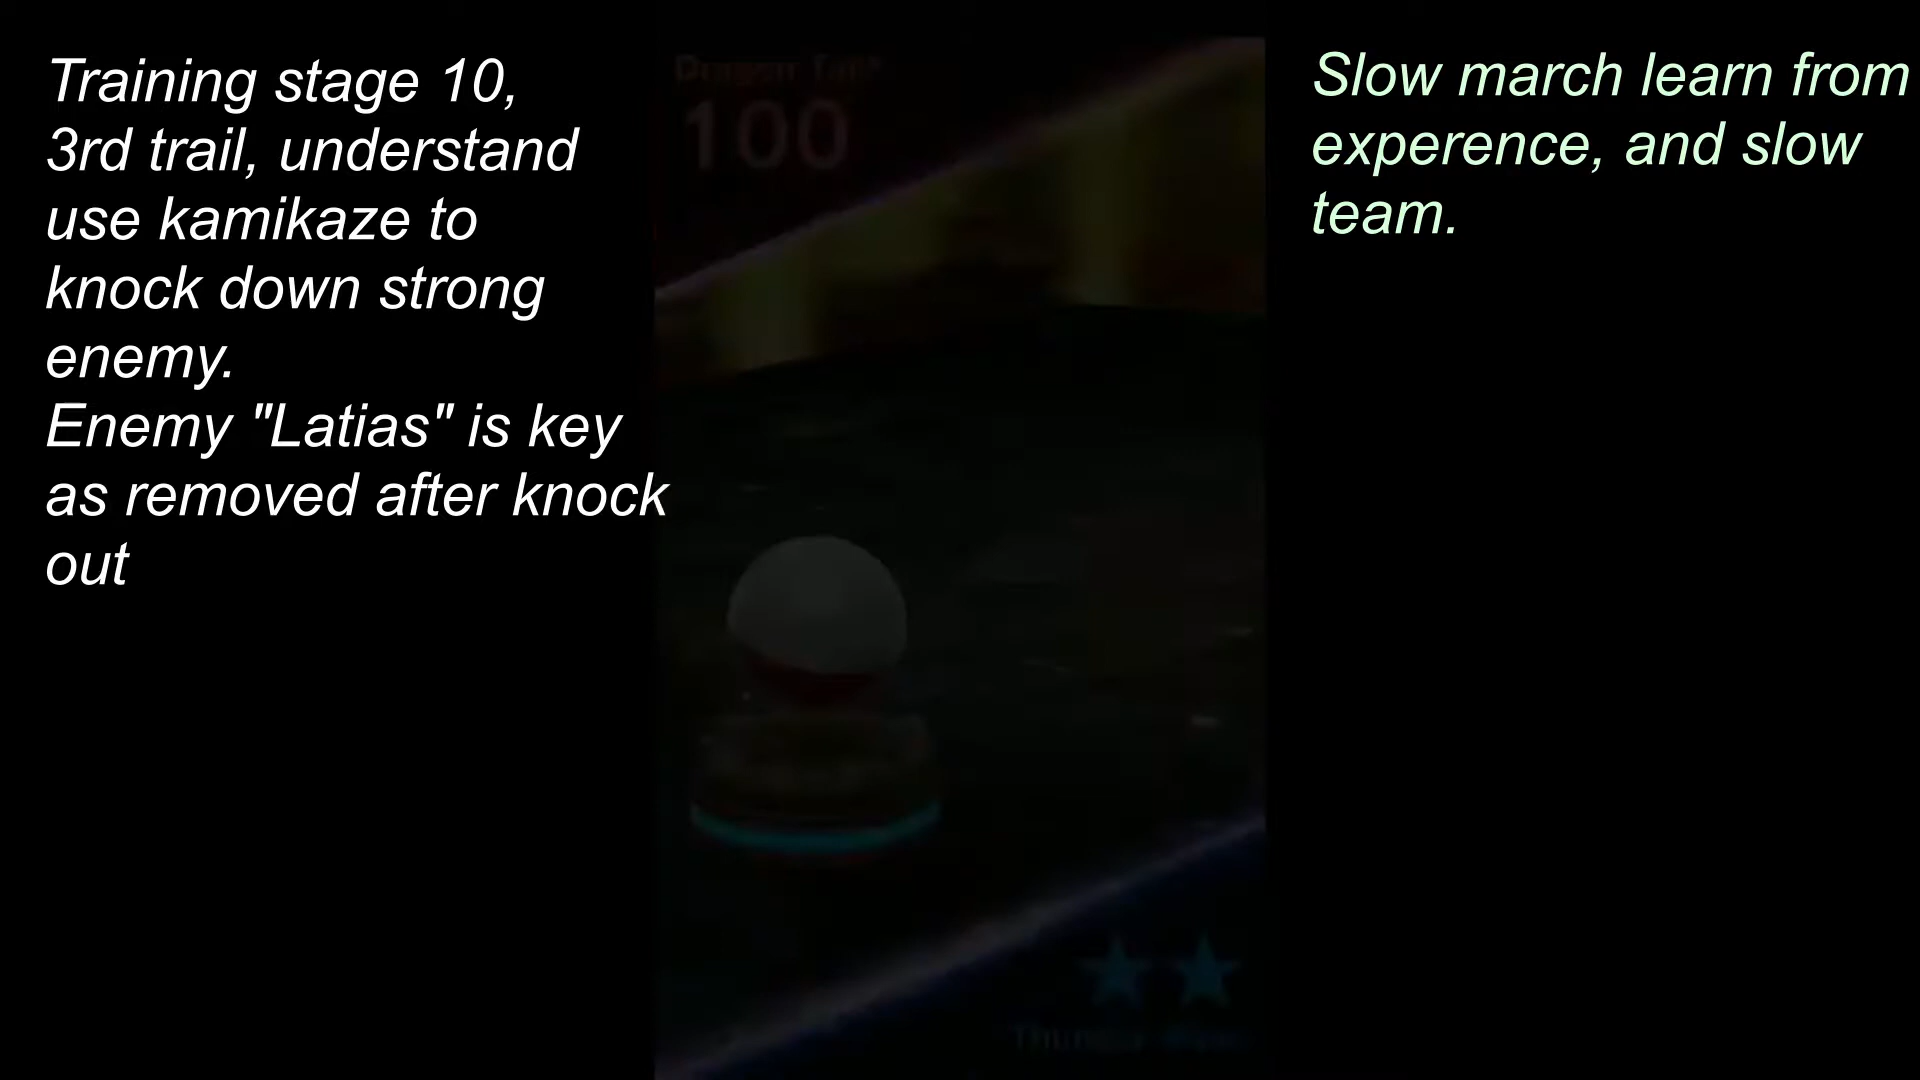 Training stage 10,
3rd trail, understand
use kamikaze to
knock down strong
enemy.
Enemy "Latias" is key
as removed after knock
out
Slow march learn from
experence, and slow
team.
100